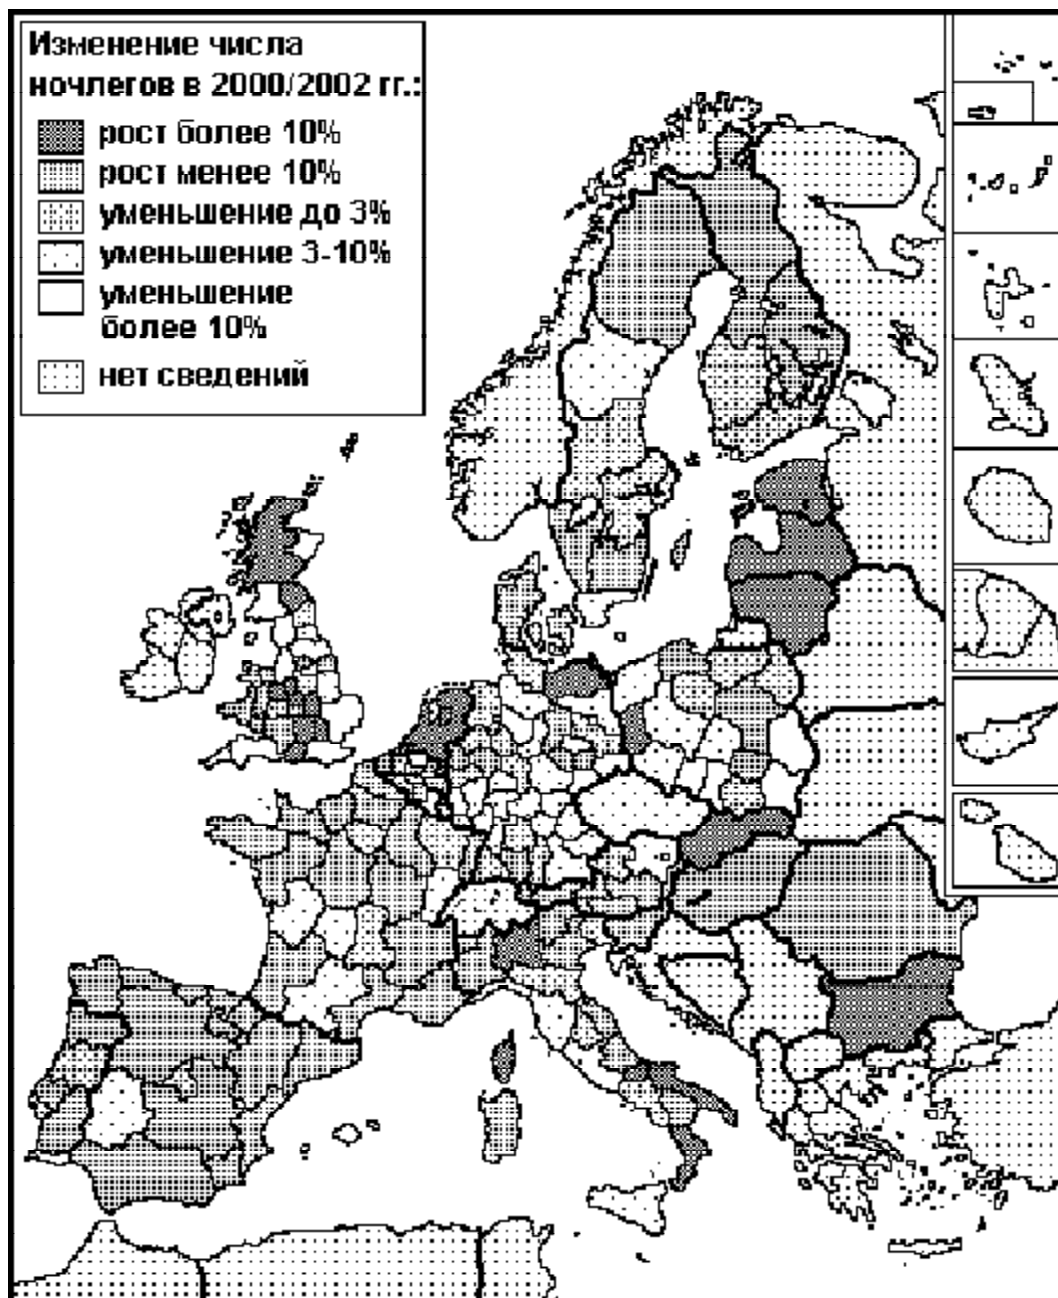 Изменение числа
ночлегов в 2000/2002 гг.:
рост более 10%
рост менее 10%
уменьшение до 3%
уменьшение 3-10%
уменьшение
более 10%
нет сведений